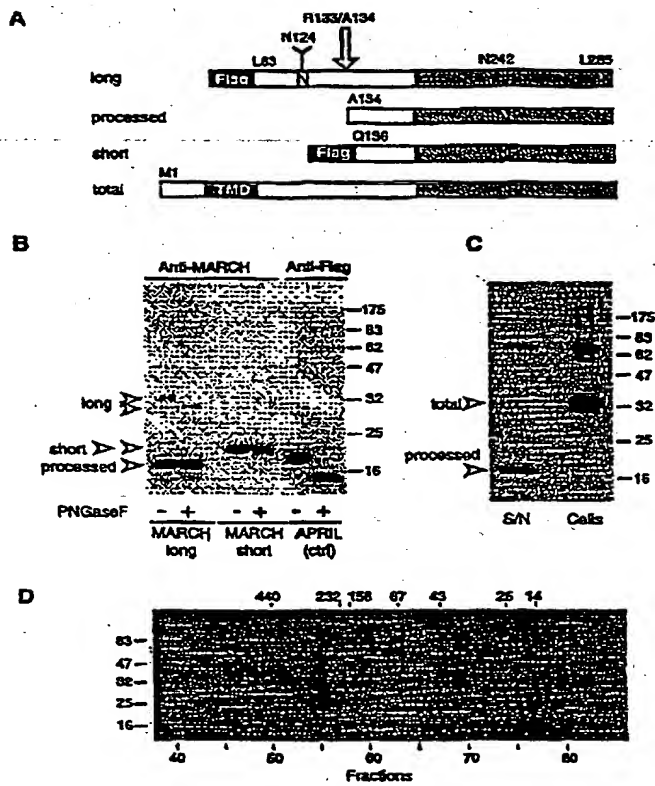 A
R133/A134
N124
L83
N242
L285
long
Flag
N
processed
A134
short
Q136
Flag
total
M1
TMD
B
Anti-MARCH
Anti-Flag
175
83
62
47
32
25
16
long
short
processed
PNGaseF
- + - + - +
MARCH long
MARCH short
APRIL (ctrl)
C
175
83
62
47
32
25
16
total
processed
S/N
Cells
D
440 232 158 67 43 25 14
83
47
32
25
16
40 50 60 70 80
Fractions